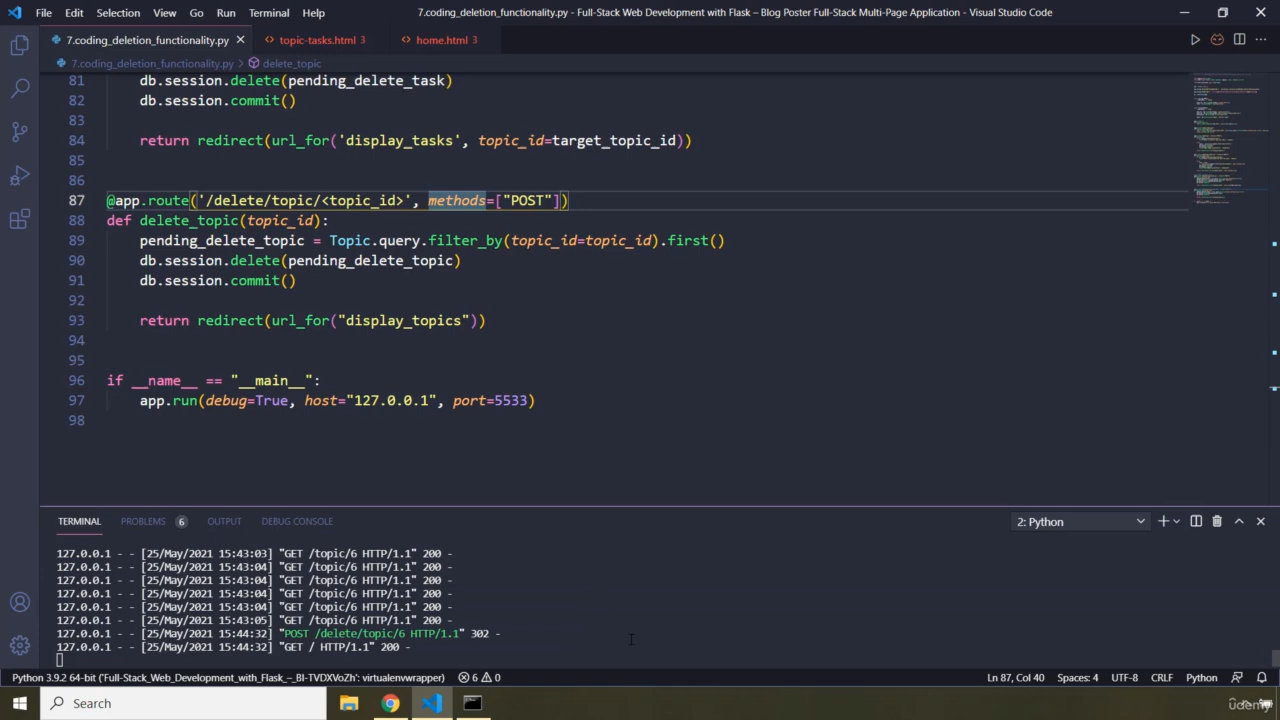 File Edit Selection View Go Run Terminal Help
7.coding_deletion_functionality.py - Full-Stack Web Development with Flask – Blog Poster Full-Stack Multi-Page Application - Visual Studio Code
7.coding_deletion_functionality.py topic-tasks.html 3 home.html 3
7.coding_deletion_functionality.py > delete_topic
81 db.session.delete(pending_delete_task)
82 db.session.commit()
83
84 return redirect(url_for('display_tasks', topic_id=target_topic_id))
85
86
87 @app.route('/delete/topic/<topic_id>', methods=["POST"])
88 def delete_topic(topic_id):
89 pending_delete_topic = Topic.query.filter_by(topic_id=topic_id).first()
90 db.session.delete(pending_delete_topic)
91 db.session.commit()
92
93 return redirect(url_for("display_topics"))
94
95
96 if __name__ == "__main__":
97 app.run(debug=True, host="127.0.0.1", port=5533)
98
TERMINAL PROBLEMS 6 OUTPUT DEBUG CONSOLE 2: Python
127.0.0.1 - - [25/May/2021 15:43:03] "GET /topic/6 HTTP/1.1" 200 -
127.0.0.1 - - [25/May/2021 15:43:04] "GET /topic/6 HTTP/1.1" 200 -
127.0.0.1 - - [25/May/2021 15:43:04] "GET /topic/6 HTTP/1.1" 200 -
127.0.0.1 - - [25/May/2021 15:43:04] "GET /topic/6 HTTP/1.1" 200 -
127.0.0.1 - - [25/May/2021 15:43:04] "GET /topic/6 HTTP/1.1" 200 -
127.0.0.1 - - [25/May/2021 15:43:05] "GET /topic/6 HTTP/1.1" 200 -
127.0.0.1 - - [25/May/2021 15:44:32] "POST /delete/topic/6 HTTP/1.1" 302 -
127.0.0.1 - - [25/May/2021 15:44:32] "GET / HTTP/1.1" 200 -
Python 3.9.2 64-bit ('Full-Stack_Web_Development_with_Flask_–_BI-TVDXVoZh': virtualenvwrapper) 6 0 Ln 87, Col 40 Spaces: 4 UTF-8 CRLF Python
Search
udemy